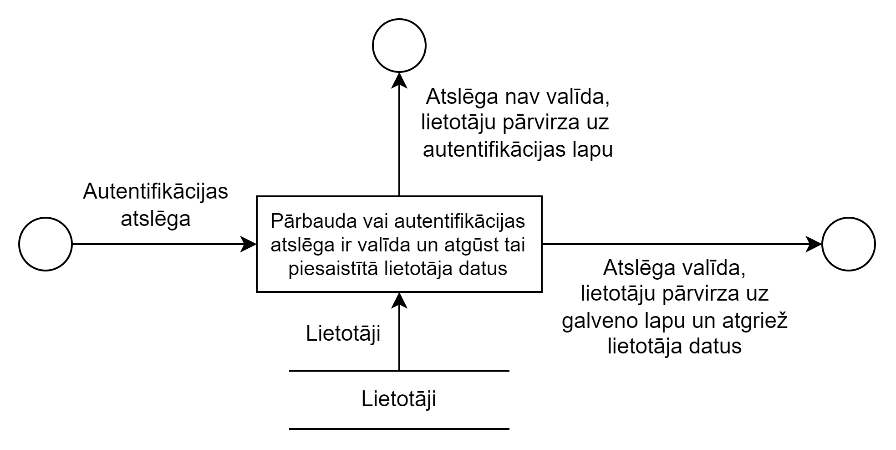 Atslēga nav valīda,
lietotāju pārvirza uz
autentifikācijas lapu
Autentifikācijas
atslēga
Pārbauda vai autentifikācijas
atslēga ir valīda un atgūst tai
piesaistītā lietotāja datus
Atslēga valīda,
lietotāju pārvirza uz
galveno lapu un atgriež
lietotāja datus
Lietotāji
Lietotāji